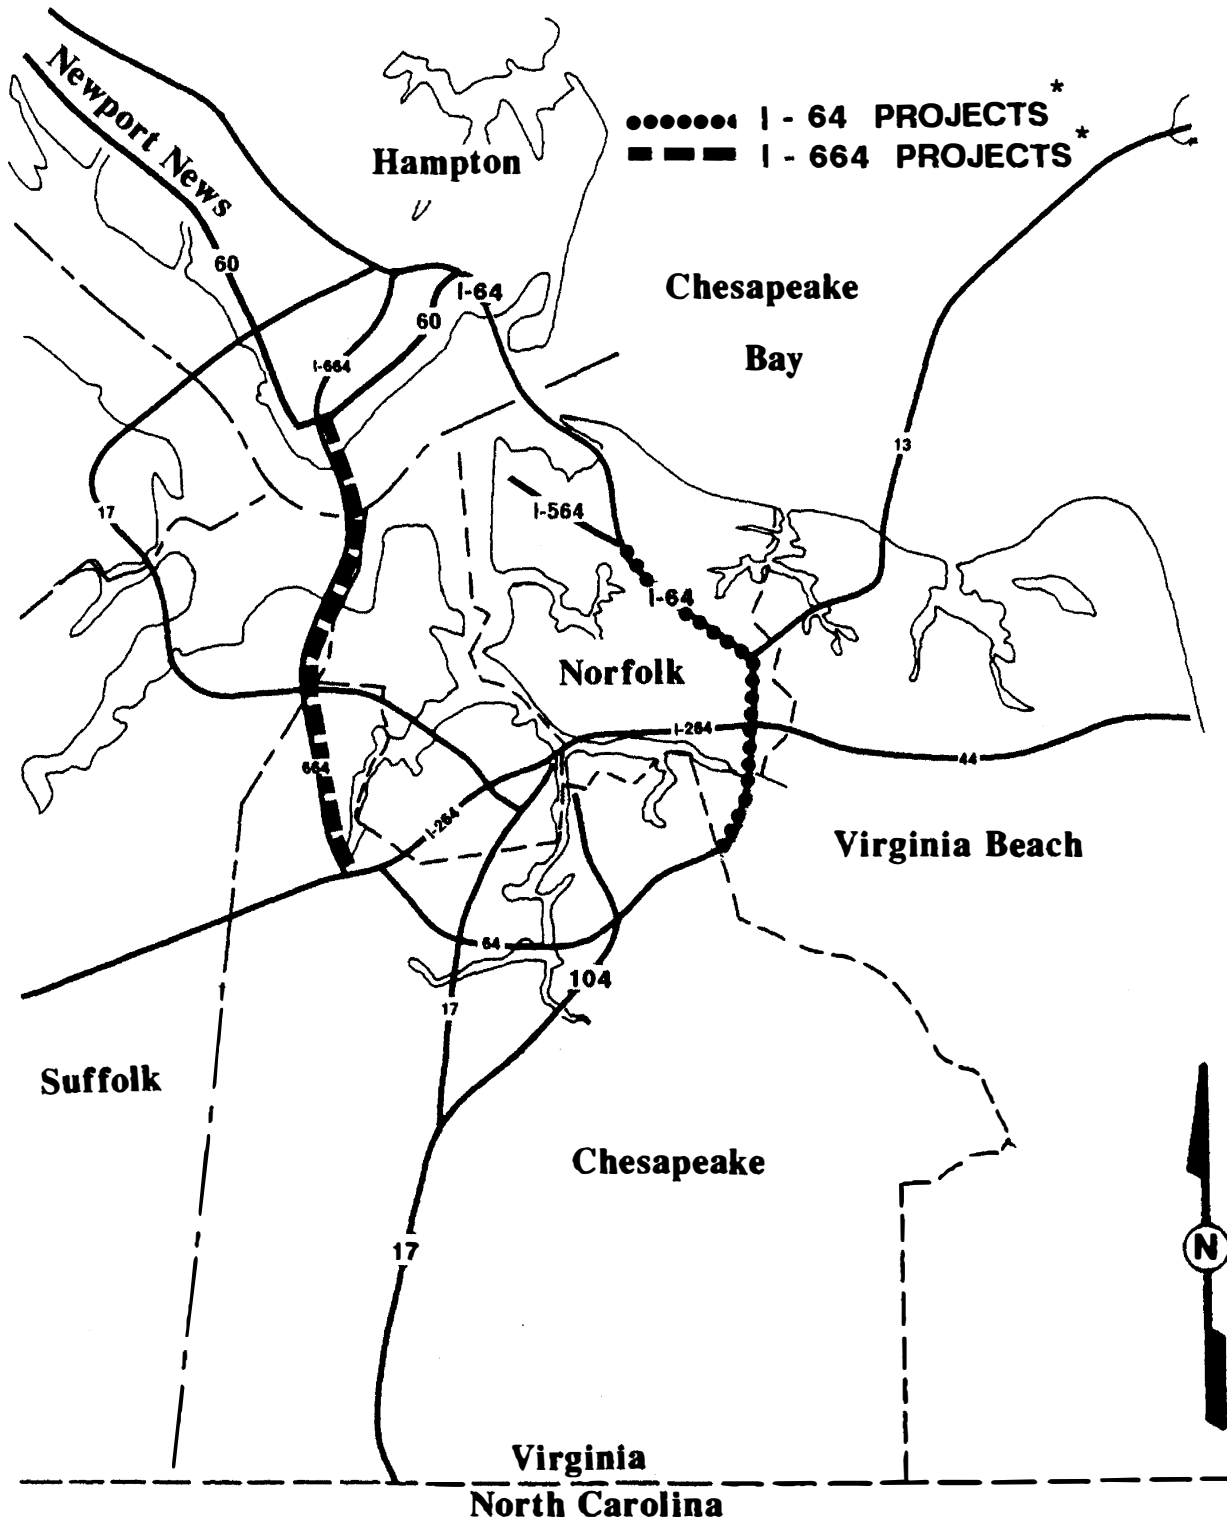 Newport News
Hampton
I - 64 PROJECTS*
I - 664 PROJECTS*
*
60
I-64
Chesapeake
Bay
60
I-664
13
17
I-564
I-64
Norfolk
I-264
44
664
I-264
Virginia Beach
64
104
17
Suffolk
Chesapeake
17
N
Virginia
North Carolina